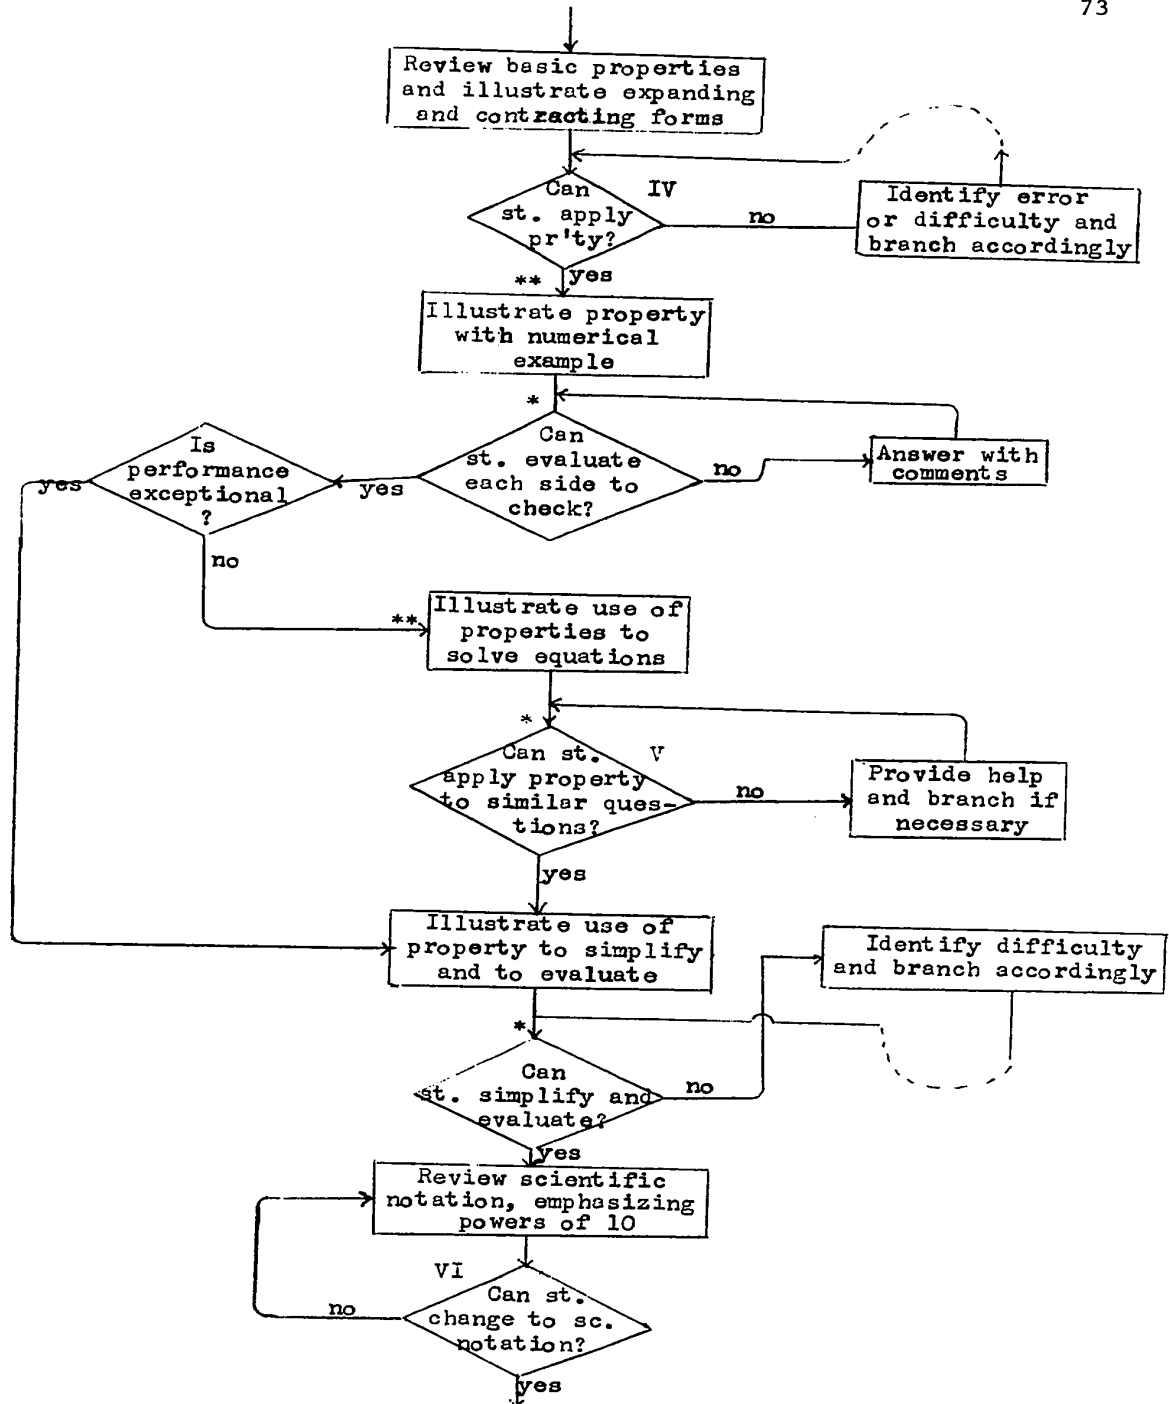 73
Review basic properties
and illustrate expanding
and contracting forms
Can
st. apply
pr'ty?
IV
no
Identify error
or difficulty and
branch accordingly
** yes
Illustrate property
with numerical
example
*
Can
st. evaluate
each side to
check?
no
Answer with
comments
yes
Is
performance
exceptional
?
yes
no
**
Illustrate use of
properties to
solve equations
*
Can st.
apply property
to similar ques-
tions?
V
no
Provide help
and branch if
necessary
yes
Illustrate use of
property to simplify
and to evaluate
Identify difficulty
and branch accordingly
*
Can
st. simplify and
evaluate?
no
yes
Review scientific
notation, emphasizing
powers of 10
VI
Can st.
change to sc.
notation?
no
yes